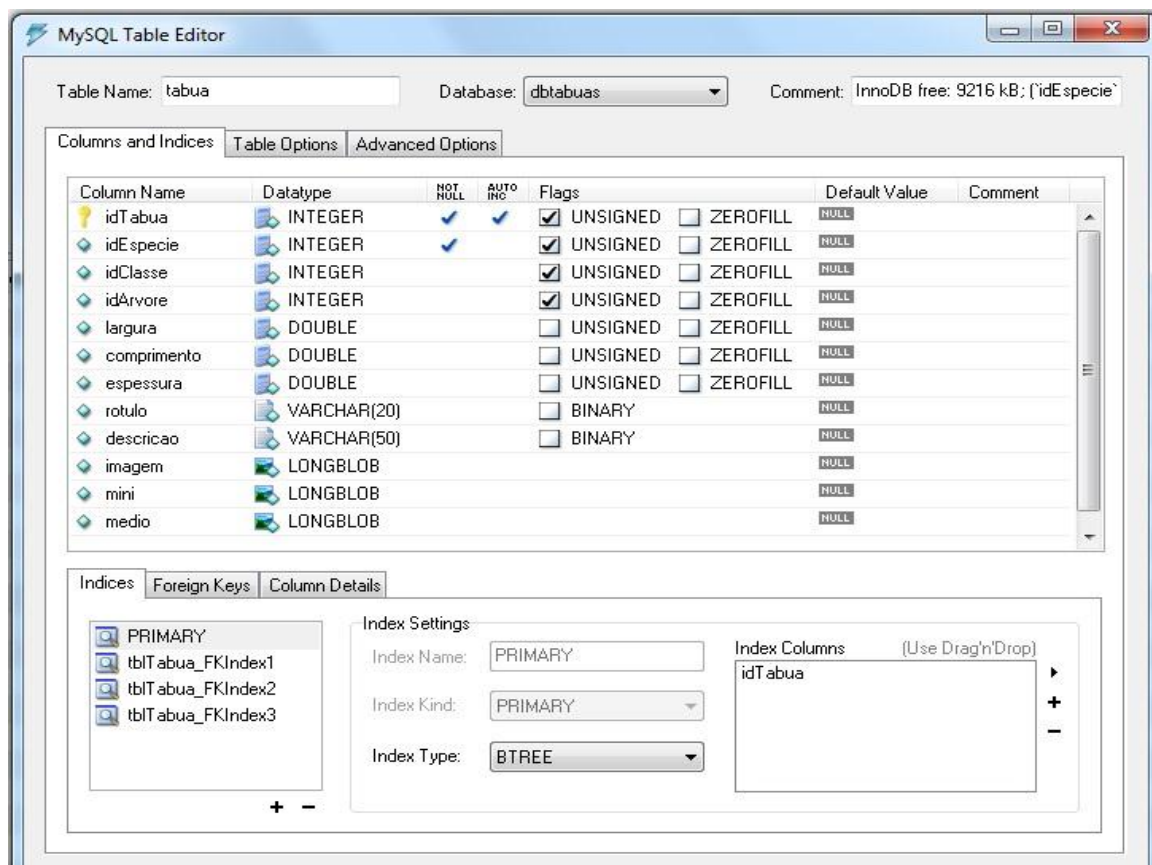 MySQL Table Editor
Table Name: tabua Database: dbtabuas Comment: InnoDB free: 9216 kB; (`idEspecie`
Columns and Indices Table Options Advanced Options
Column Name Datatype NOT NULL AUTO INC Flags Default Value Comment
idTabua INTEGER UNSIGNED ZEROFILL NULL
idEspecie INTEGER UNSIGNED ZEROFILL NULL
idClasse INTEGER UNSIGNED ZEROFILL NULL
idArvore INTEGER UNSIGNED ZEROFILL NULL
largura DOUBLE UNSIGNED ZEROFILL NULL
comprimento DOUBLE UNSIGNED ZEROFILL NULL
espessura DOUBLE UNSIGNED ZEROFILL NULL
rotulo VARCHAR(20) BINARY NULL
descricao VARCHAR(50) BINARY NULL
imagem LONGBLOB NULL
mini LONGBLOB NULL
medio LONGBLOB NULL
Indices Foreign Keys Column Details
PRIMARY
tblTabua_FKIndex1
tblTabua_FKIndex2
tblTabua_FKIndex3
Index Settings
Index Name: PRIMARY
Index Kind: PRIMARY
Index Type: BTREE
Index Columns (Use Drag'n'Drop)
idTabua